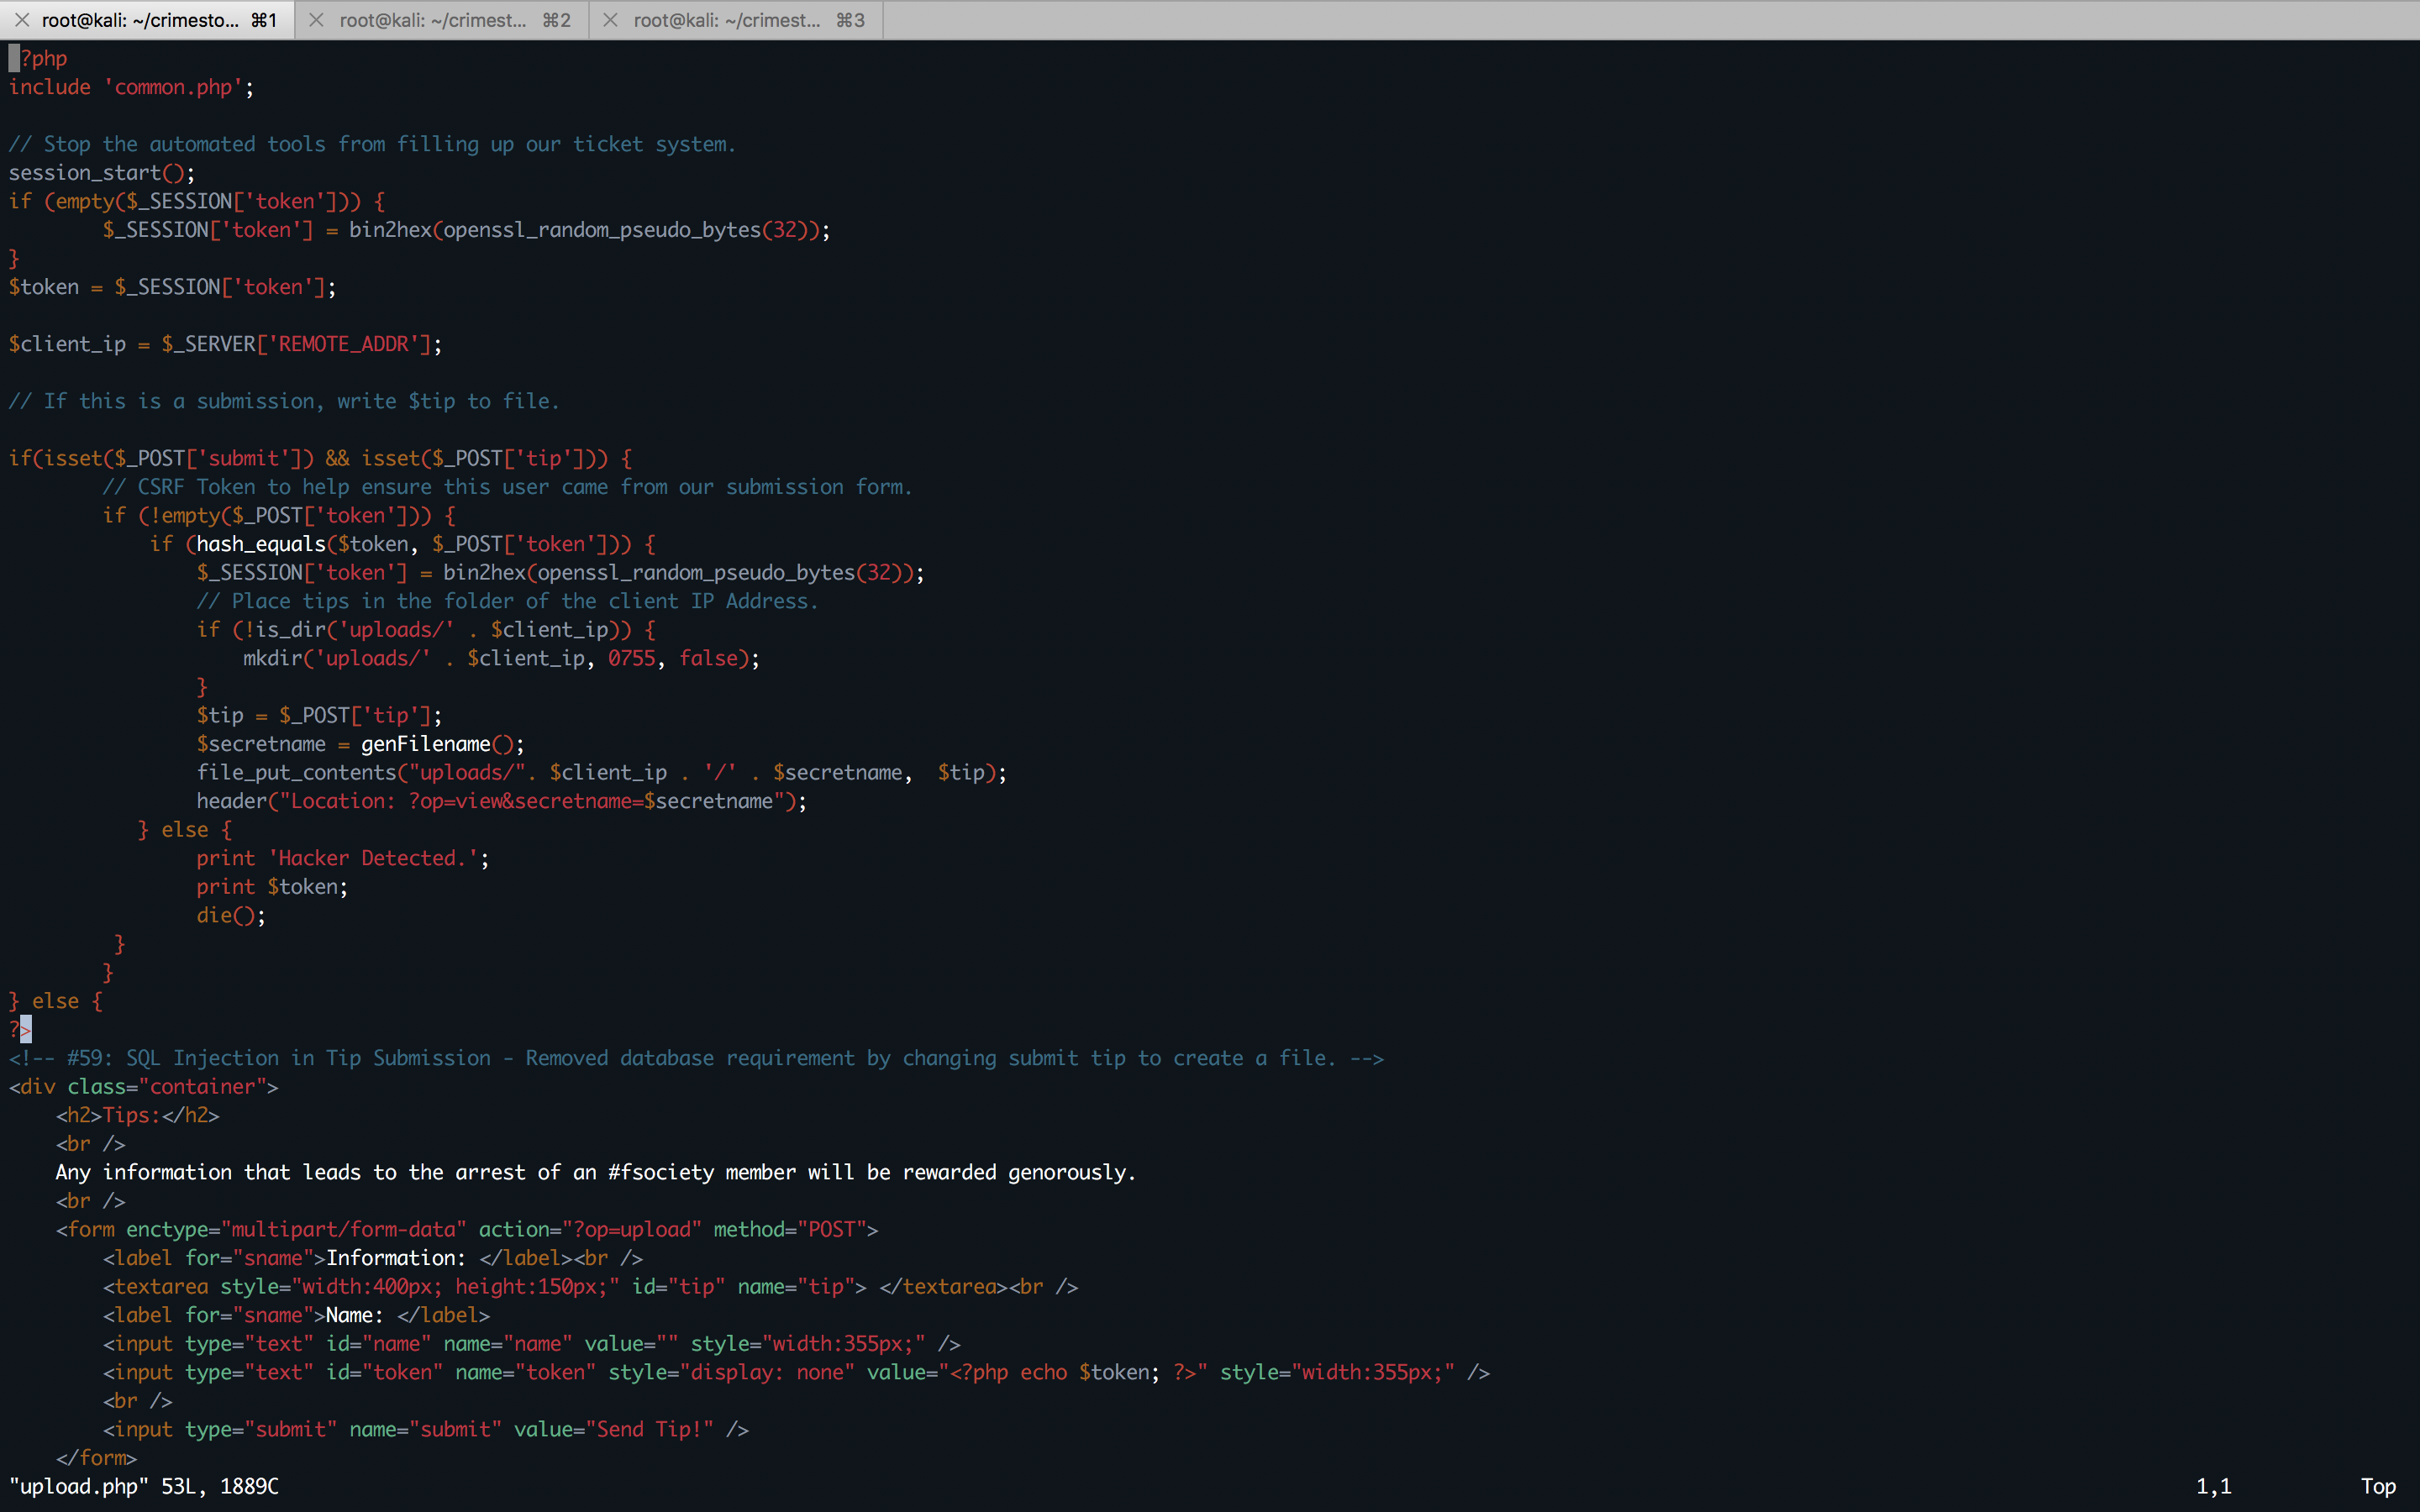 root@kali: ~/crimesto... ⌘1 root@kali: ~/crimest... ⌘2 root@kali: ~/crimest... ⌘3
?php
include 'common.php';

// Stop the automated tools from filling up our ticket system.
session_start();
if (empty($_SESSION['token'])) {
        $_SESSION['token'] = bin2hex(openssl_random_pseudo_bytes(32));
}
$token = $_SESSION['token'];

$client_ip = $_SERVER['REMOTE_ADDR'];

// If this is a submission, write $tip to file.

if(isset($_POST['submit']) && isset($_POST['tip'])) {
        // CSRF Token to help ensure this user came from our submission form.
        if (!empty($_POST['token'])) {
            if (hash_equals($token, $_POST['token'])) {
                $_SESSION['token'] = bin2hex(openssl_random_pseudo_bytes(32));
                // Place tips in the folder of the client IP Address.
                if (!is_dir('uploads/' . $client_ip)) {
                    mkdir('uploads/' . $client_ip, 0755, false);
                }
                $tip = $_POST['tip'];
                $secretname = genFilename();
                file_put_contents("uploads/". $client_ip . '/' . $secretname,  $tip);
                header("Location: ?op=view&secretname=$secretname");
           } else {
                print 'Hacker Detected.';
                print $token;
                die();
         }
        }
} else {
?>
<!-- #59: SQL Injection in Tip Submission - Removed database requirement by changing submit tip to create a file. -->
<div class="container">
    <h2>Tips:</h2>
    <br />
    Any information that leads to the arrest of an #fsociety member will be rewarded genorously.
    <br />
    <form enctype="multipart/form-data" action="?op=upload" method="POST">
        <label for="sname">Information: </label><br />
        <textarea style="width:400px; height:150px;" id="tip" name="tip"> </textarea><br />
        <label for="sname">Name: </label>
        <input type="text" id="name" name="name" value="" style="width:355px;" />
        <input type="text" id="token" name="token" style="display: none" value="<?php echo $token; ?>" style="width:355px;" />
        <br />
        <input type="submit" name="submit" value="Send Tip!" />
    </form>
"upload.php" 53L, 1889C 1,1 Top